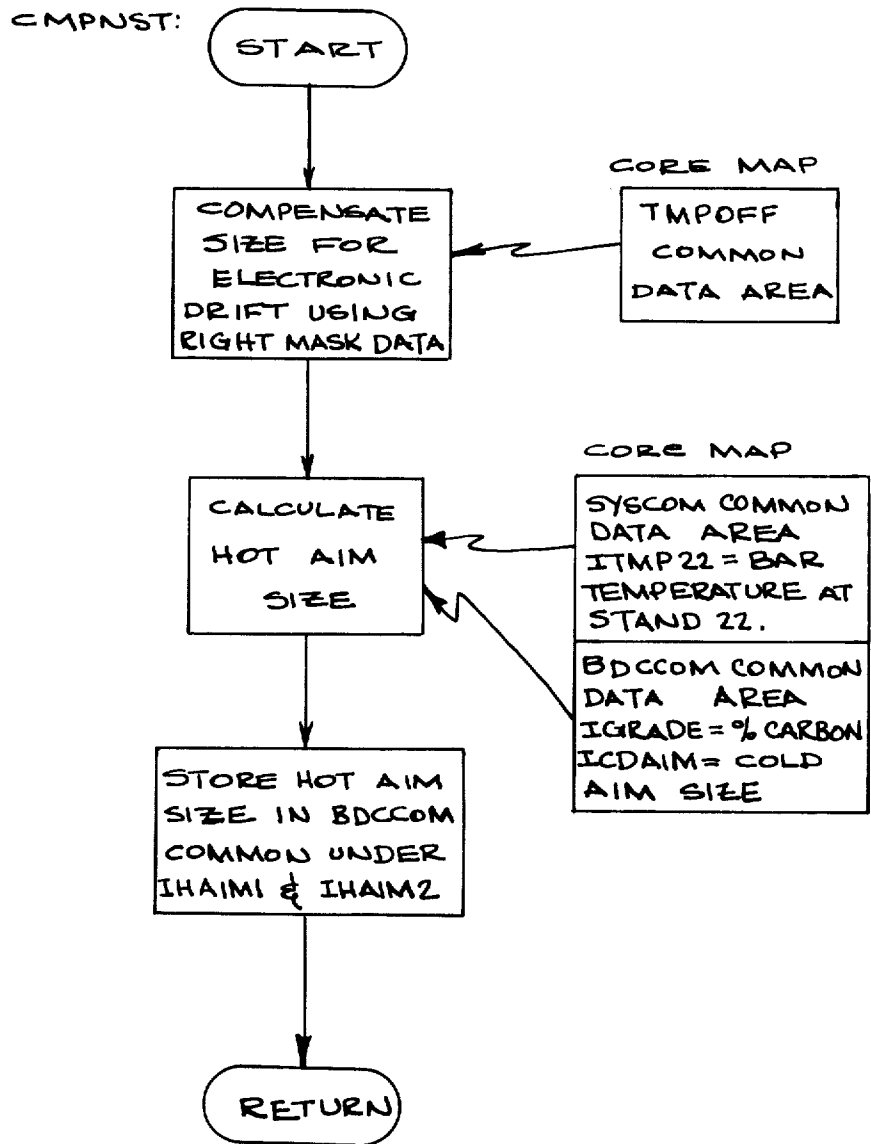 CMPNST:
START
COMPENSATE
SIZE FOR
ELECTRONIC
DRIFT USING
RIGHT MASK DATA
CORE MAP
TMPOFF
COMMON
DATA AREA
CALCULATE
HOT AIM
SIZE
CORE MAP
SYSCOM COMMON
DATA AREA
ITMP22 = BAR
TEMPERATURE AT
STAND 22.
BDCCOM COMMON
DATA AREA
IGRADE = % CARBON
ICDAIM = COLD
AIM SIZE
STORE HOT AIM
SIZE IN BDCCOM
COMMON UNDER
IHAIM1 & IHAIM2
RETURN